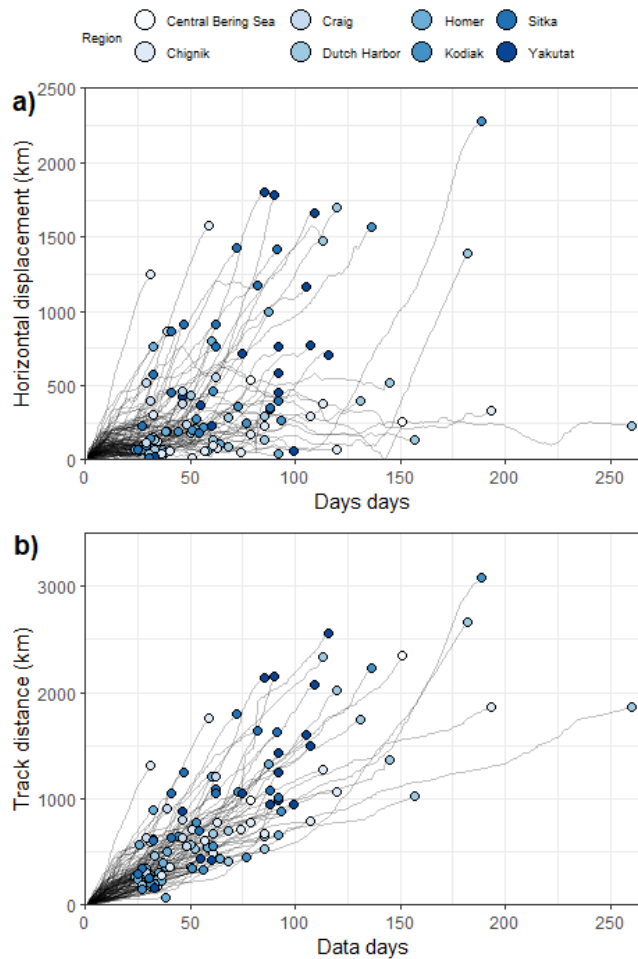 Region
Central Bering Sea
Craig
Homer
Sitka
Chignik
Dutch Harbor
Kodiak
Yakutat
a)
Horizontal displacement (km)
2500
2000
1500
1000
500
0
0 50 100 150 200 250
Days days
b)
Track distance (km)
3000
2000
1000
0
0 50 100 150 200 250
Data days